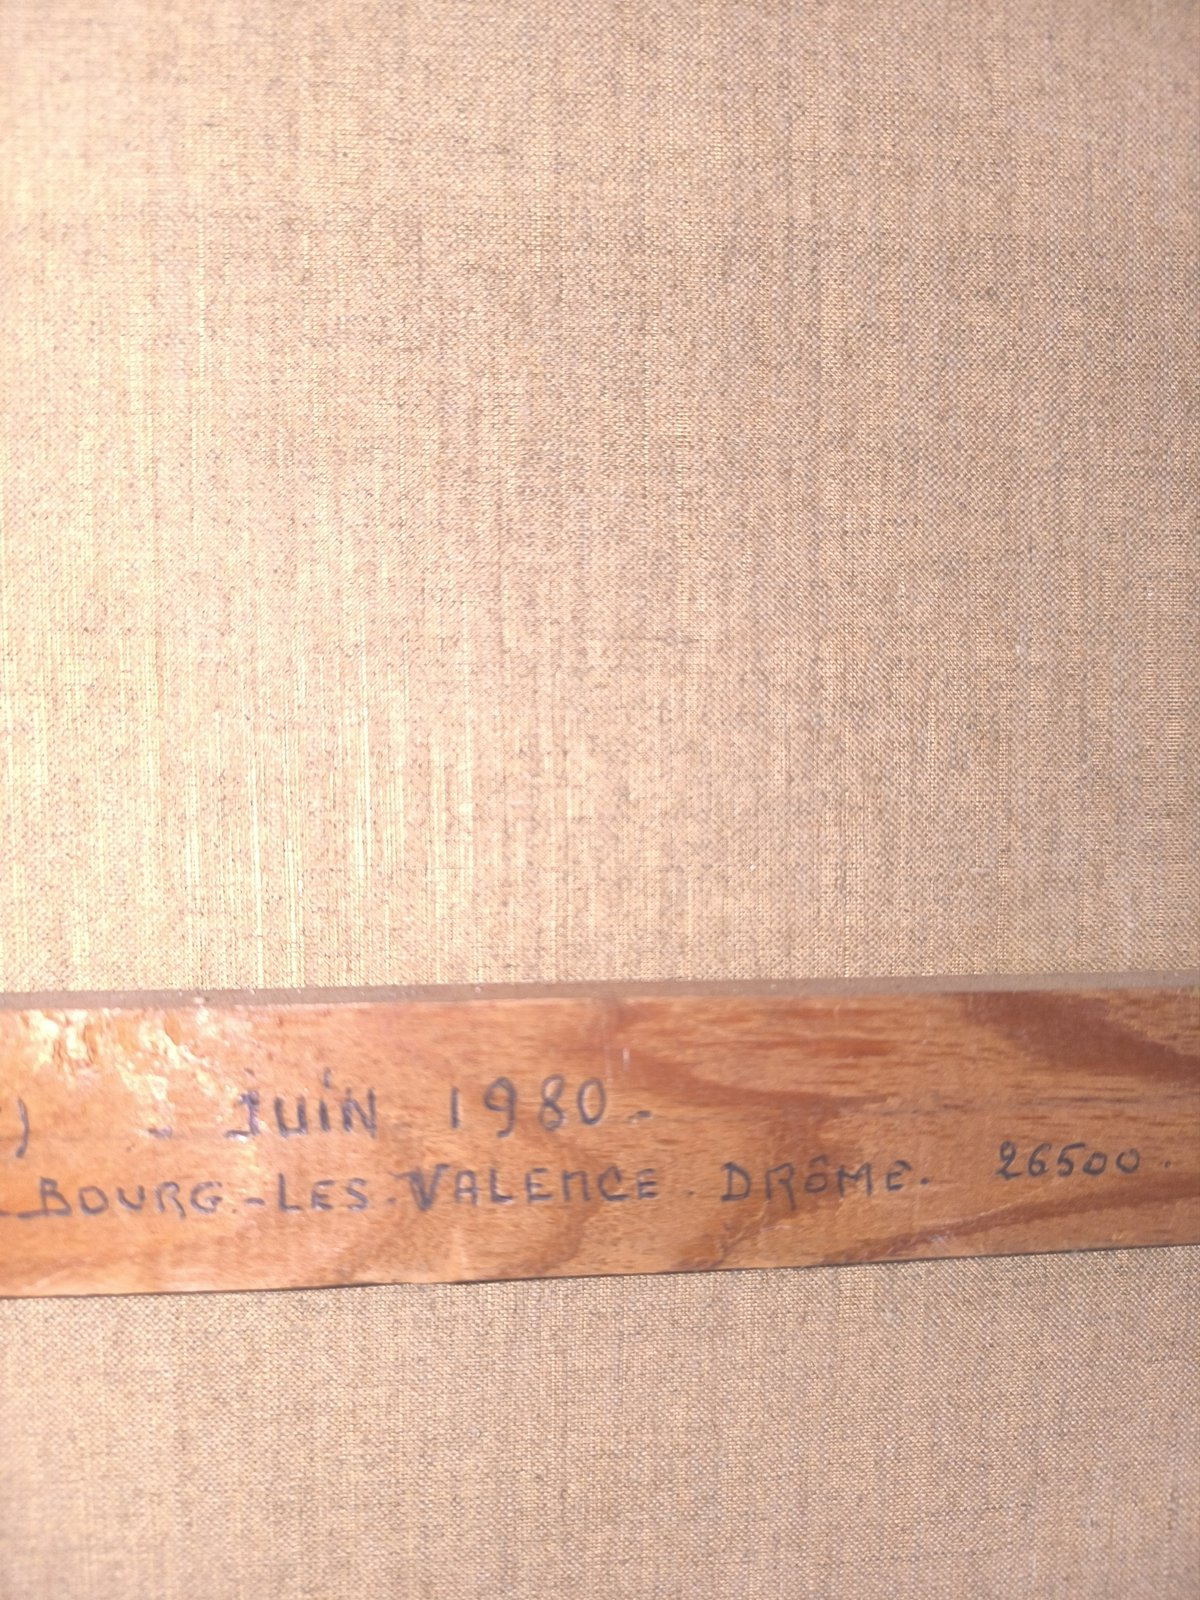 ) - JUIN 1980 -
- BOURG-LES-VALENCE. DRÔME. 26500.